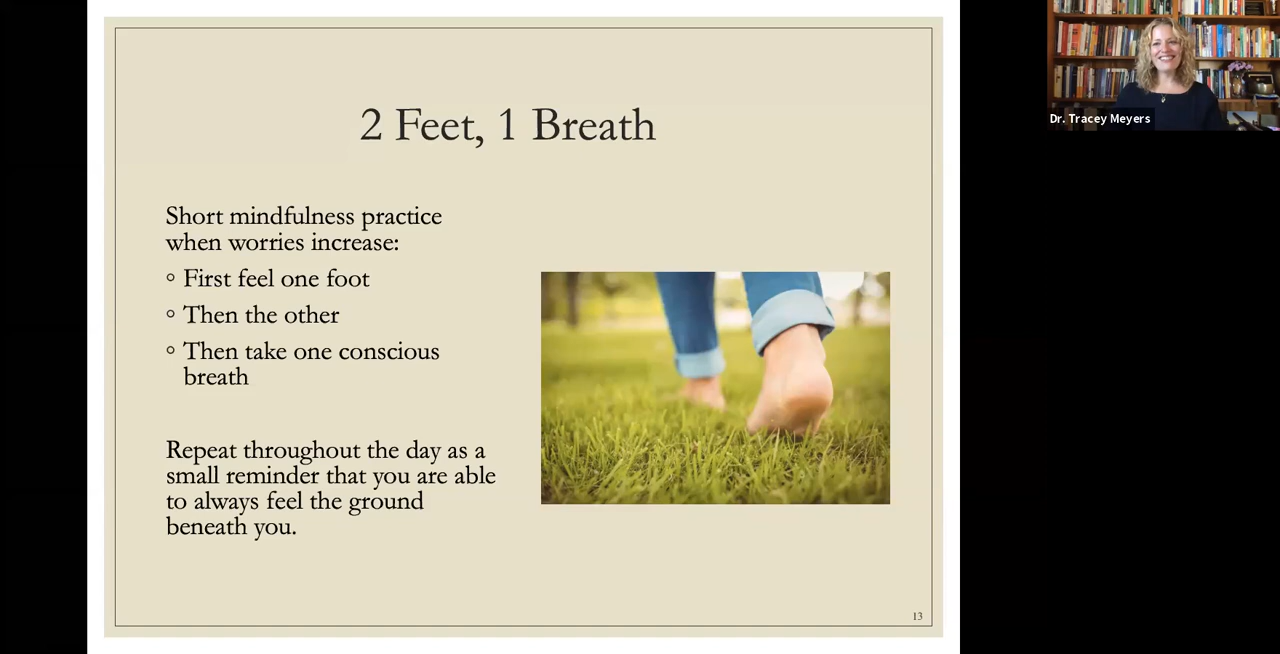 2 Feet, 1 Breath
Short mindfulness practice
when worries increase:
First feel one foot
Then the other
Then take one conscious
breath
Repeat throughout the day as a
small reminder that you are able
to always feel the ground
beneath you.
13
Dr. Tracey Meyers